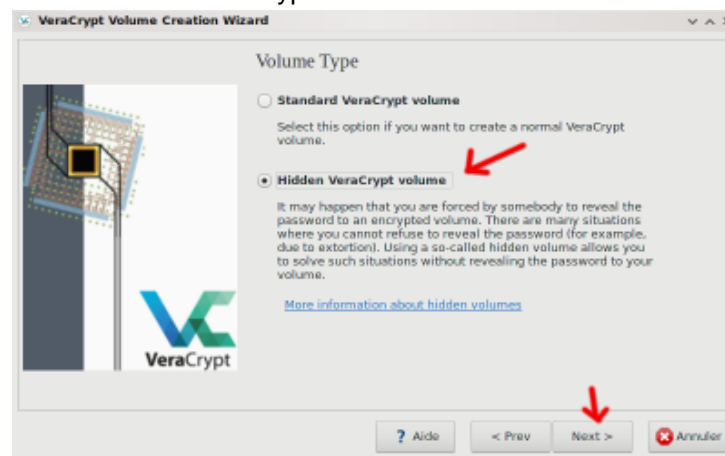 VeraCrypt Volume Creation Wizard
Volume Type
Standard VeraCrypt volume
Select this option if you want to create a normal VeraCrypt
volume.
Hidden VeraCrypt volume
It may happen that you are forced by somebody to reveal the
password to an encrypted volume. There are many situations
where you cannot refuse to reveal the password (for example,
due to extortion). Using a so-called hidden volume allows you
to solve such situations without revealing the password to your
volume.
More information about hidden volumes
VeraCrypt
? Aide
< Prev
Next >
Annuler